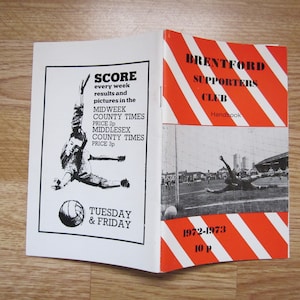 SCORE
every week
results and
pictures in the
MIDWEEK
COUNTY TIMES
PRICE 2p
MIDDLESEX
COUNTY TIMES
PRICE 3p
TUESDAY
& FRIDAY
BRENTFORD
SUPPORTERS
CLUB
Handbook
1972-1973
10 p